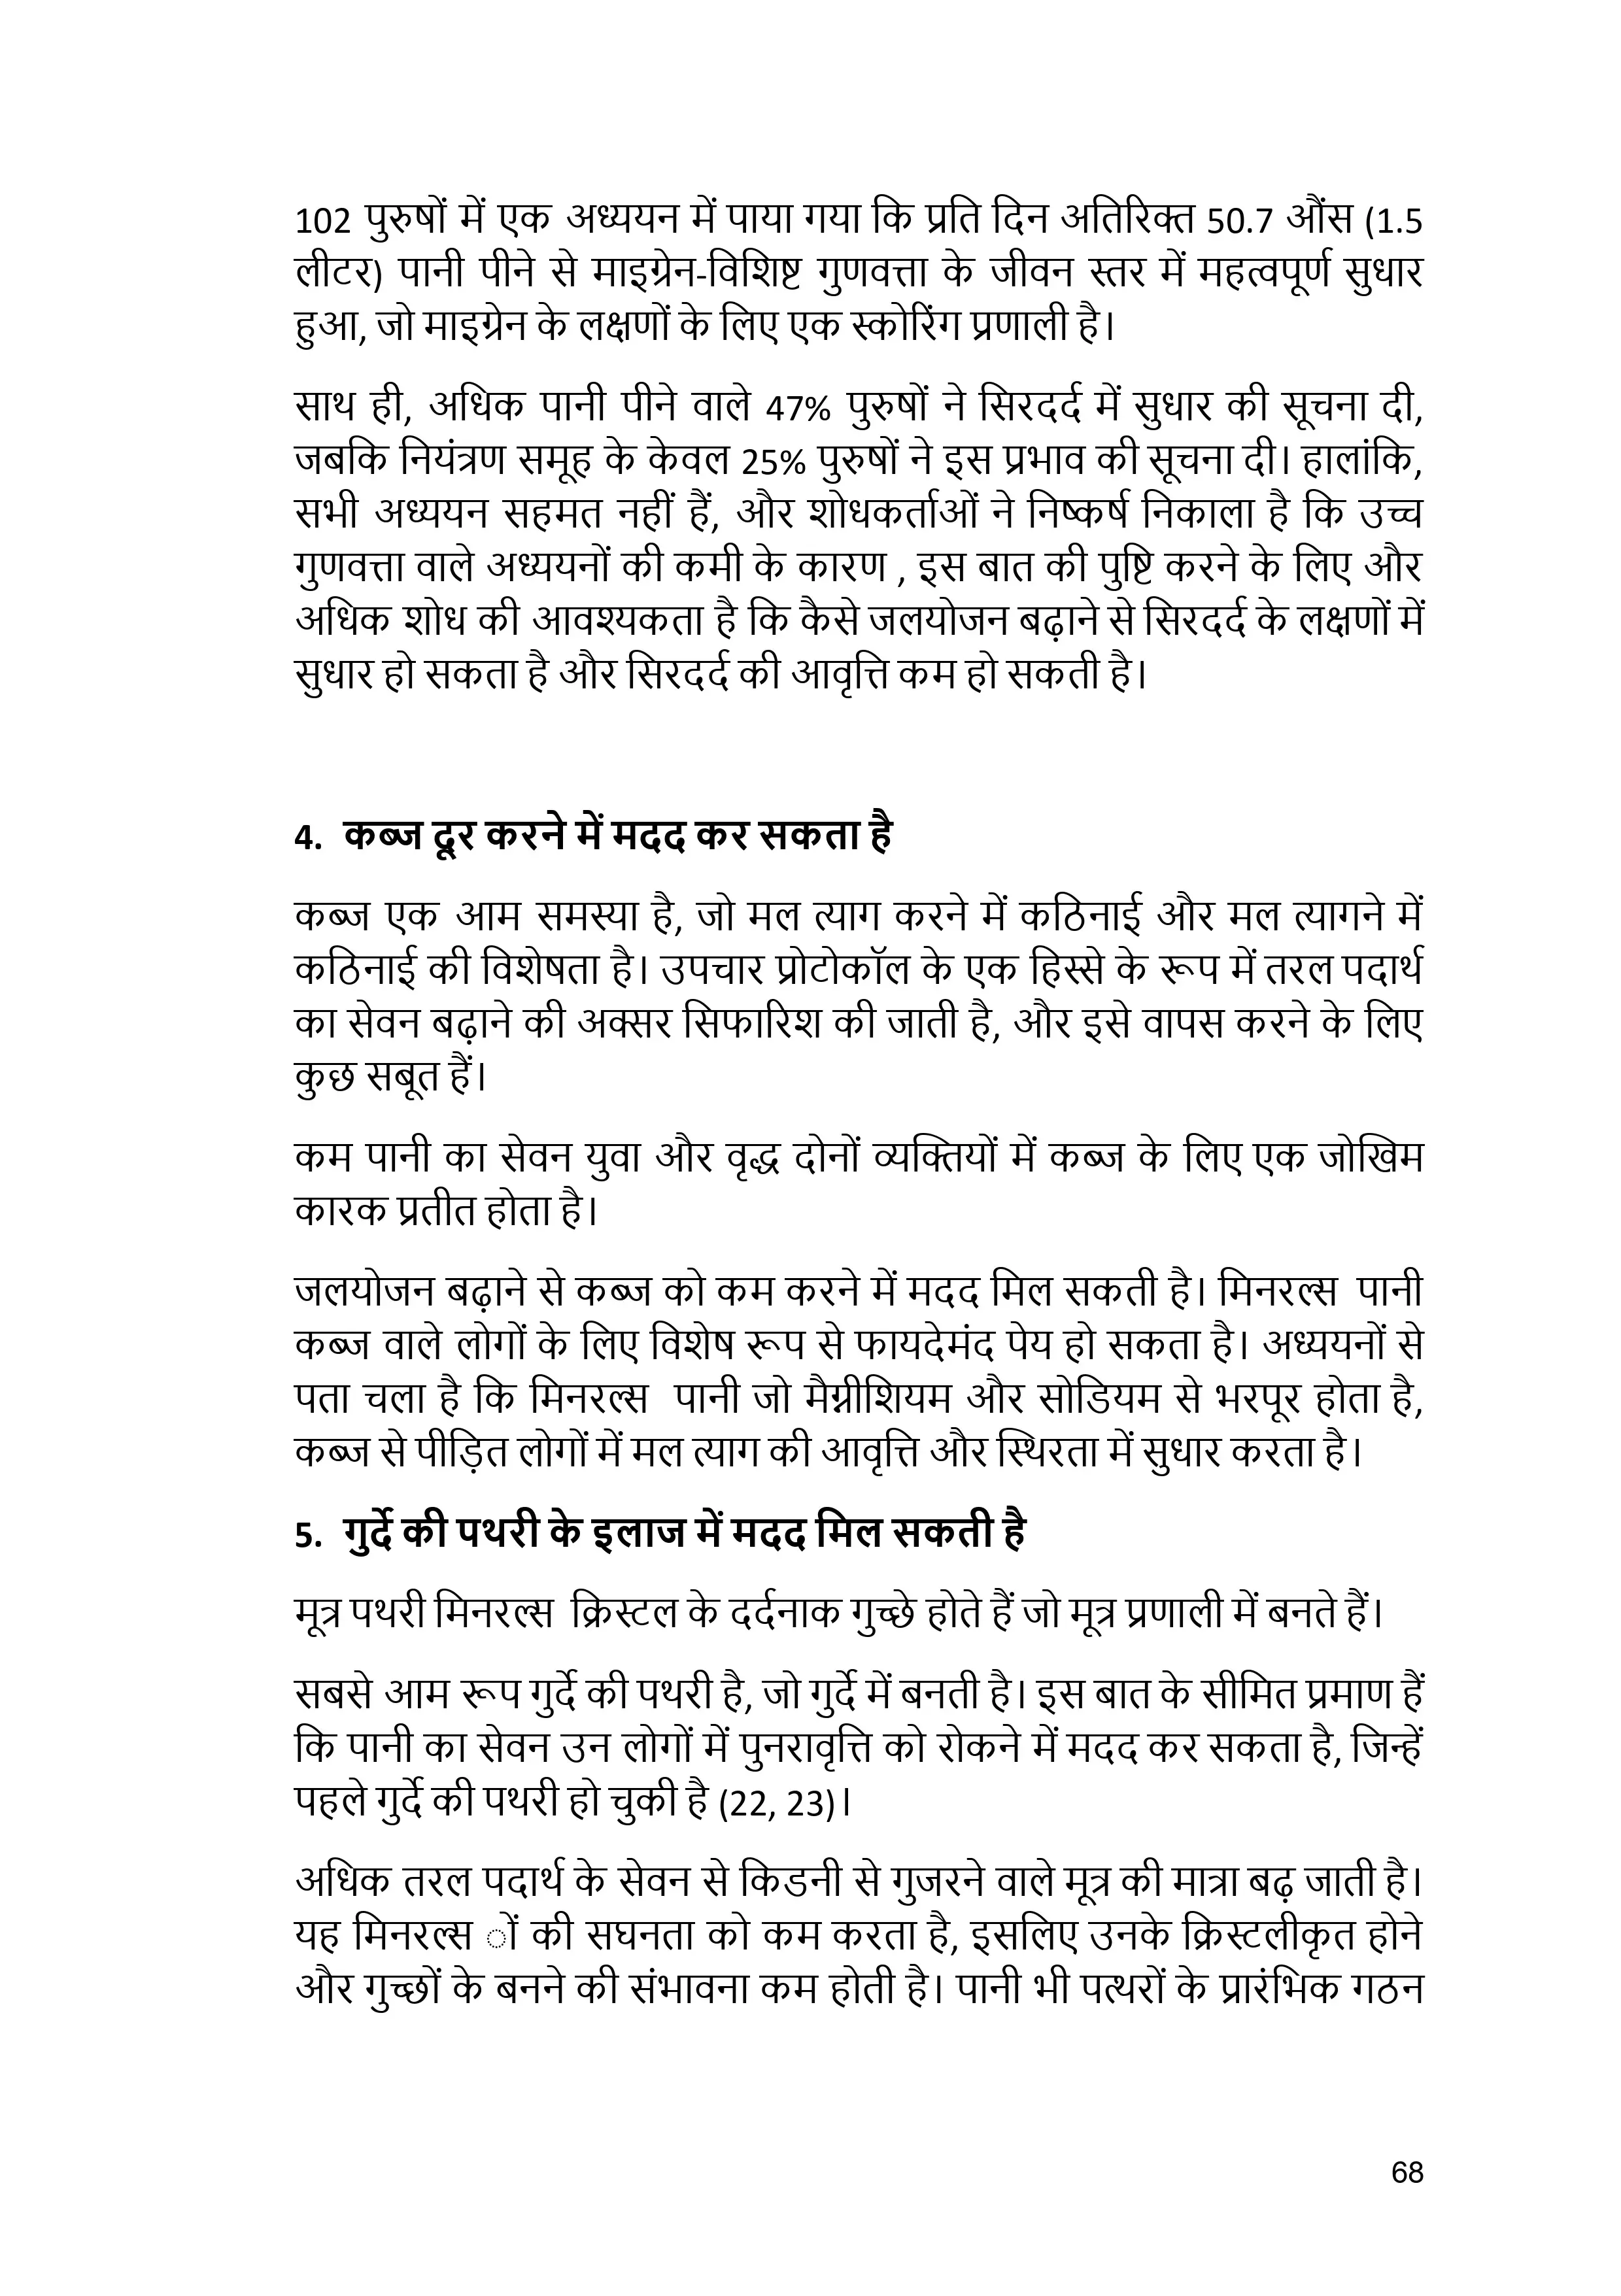 102 पुरुषों में एक अध्ययन में पाया गया कि प्रति दिन अतिरिक्त 50.7 औंस (1.5
लीटर) पानी पीने से माइग्रेन-विशिष्ट गुणवत्ता के जीवन स्तर में महत्वपूर्ण सुधार
हुआ, जो माइग्रेन के लक्षणों के लिए एक स्कोरिंग प्रणाली है।
साथ ही, अधिक पानी पीने वाले 47% पुरुषों ने सिरदर्द में सुधार की सूचना दी,
जबकि नियंत्रण समूह के केवल 25% पुरुषों ने इस प्रभाव की सूचना दी। हालांकि,
सभी अध्ययन सहमत नहीं हैं, और शोधकर्ताओं ने निष्कर्ष निकाला है कि उच्च
गुणवत्ता वाले अध्ययनों की कमी के कारण , इस बात की पुष्टि करने के लिए और
अधिक शोध की आवश्यकता है कि कैसे जलयोजन बढ़ाने से सिरदर्द के लक्षणों में
सुधार हो सकता है और सिरदर्द की आवृत्ति कम हो सकती है।
4. कब्ज दूर करने में मदद कर सकता है
कब्ज एक आम समस्या है, जो मल त्याग करने में कठिनाई और मल त्यागने में
कठिनाई की विशेषता है। उपचार प्रोटोकॉल के एक हिस्से के रूप में तरल पदार्थ
का सेवन बढ़ाने की अक्सर सिफारिश की जाती है, और इसे वापस करने के लिए
कुछ सबूत हैं।
कम पानी का सेवन युवा और वृद्ध दोनों व्यक्तियों में कब्ज के लिए एक जोखिम
कारक प्रतीत होता है।
जलयोजन बढ़ाने से कब्ज को कम करने में मदद मिल सकती है। मिनरल्स पानी
कब्ज वाले लोगों के लिए विशेष रूप से फायदेमंद पेय हो सकता है। अध्ययनों से
पता चला है कि मिनरल्स पानी जो मैग्नीशियम और सोडियम से भरपूर होता है,
कब्ज से पीड़ित लोगों में मल त्याग की आवृत्ति और स्थिरता में सुधार करता है।
5. गुर्दे की पथरी के इलाज में मदद मिल सकती है
मूत्र पथरी मिनरल्स क्रिस्टल के दर्दनाक गुच्छे होते हैं जो मूत्र प्रणाली में बनते हैं।
सबसे आम रूप गुर्दे की पथरी है, जो गुर्दे में बनती है। इस बात के सीमित प्रमाण हैं
कि पानी का सेवन उन लोगों में पुनरावृत्ति को रोकने में मदद कर सकता है, जिन्हें
पहले गुर्दे की पथरी हो चुकी है (22, 23)।
अधिक तरल पदार्थ के सेवन से किडनी से गुजरने वाले मूत्र की मात्रा बढ़ जाती है।
यह मिनरल्स ों की सघनता को कम करता है, इसलिए उनके क्रिस्टलीकृत होने
और गुच्छों के बनने की संभावना कम होती है। पानी भी पत्थरों के प्रारंभिक गठन
68